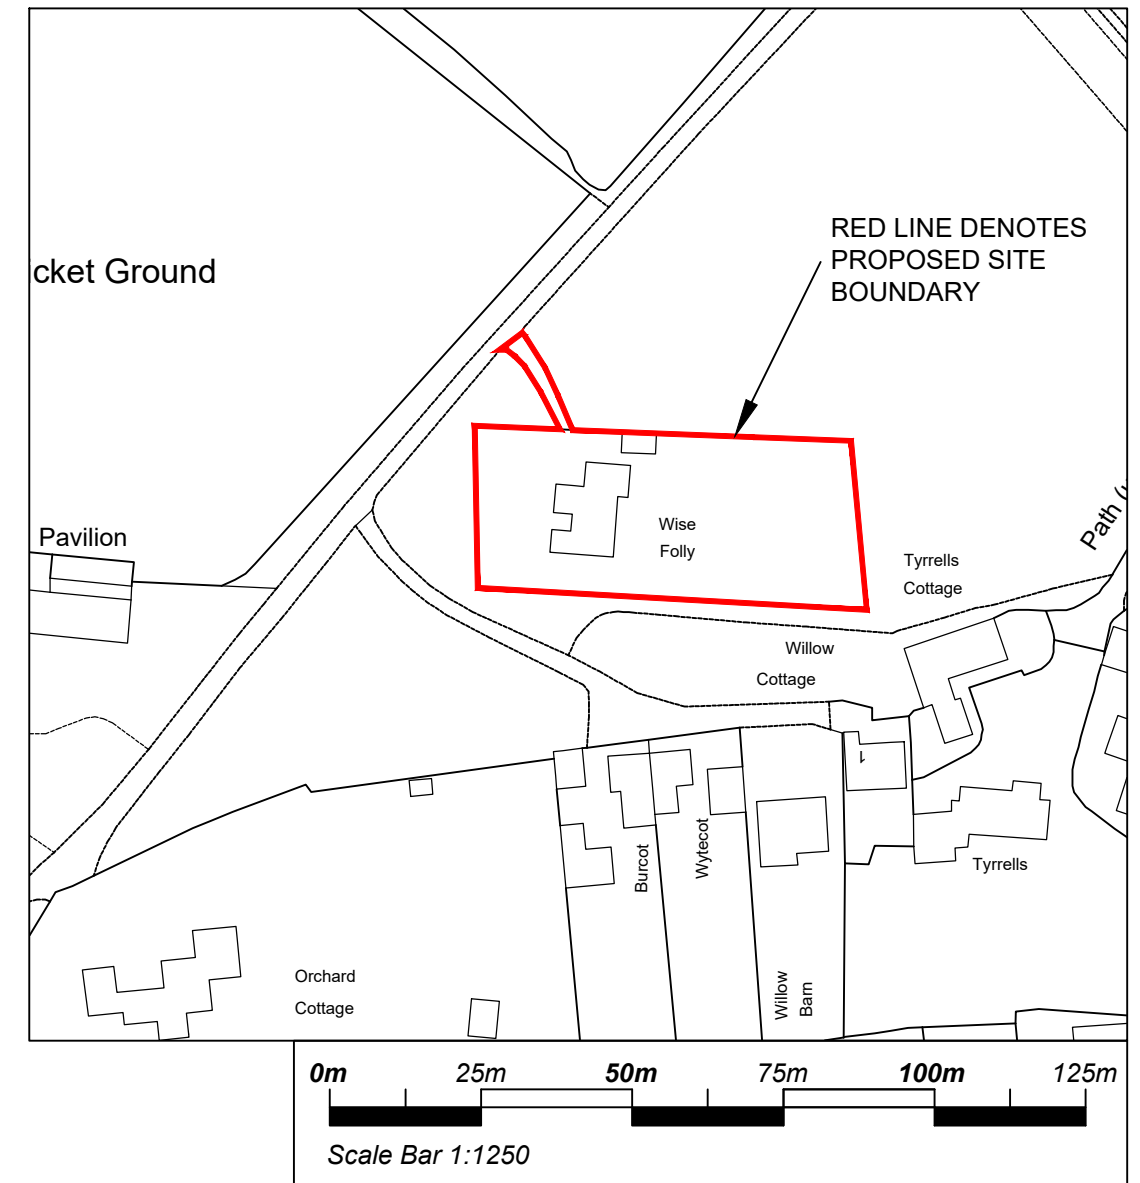 RED LINE DENOTES
PROPOSED SITE
BOUNDARY
cket Ground
Pavilion
Wise
Folly
Path (
Tyrrells
Cottage
Willow
Cottage
1
Burcot
Wytecot
Willow
Barn
Tyrrells
Orchard
Cottage
0m 25m 50m 75m 100m 125m
Scale Bar 1:1250